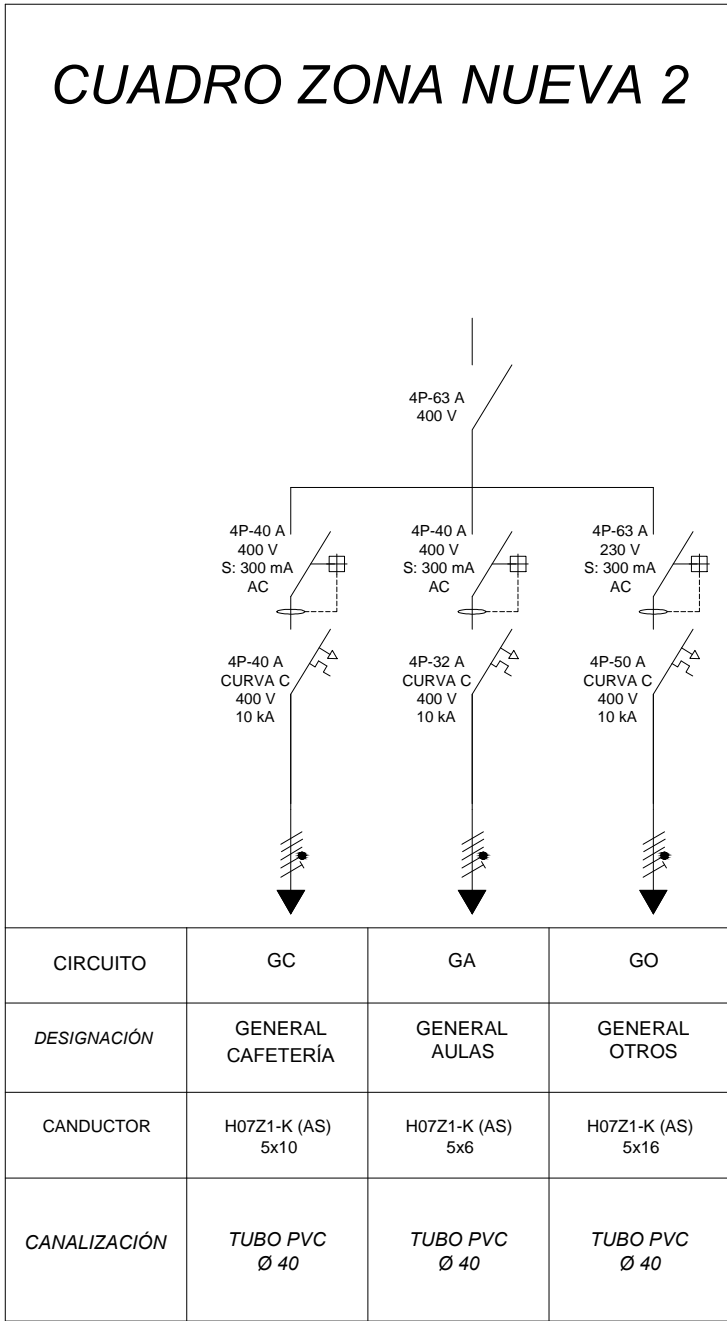 CUADRO ZONA NUEVA 2
4P-63 A
400 V
4P-40 A
400 V
S: 300 mA
AC
4P-40 A
400 V
S: 300 mA
AC
4P-63 A
230 V
S: 300 mA
AC
4P-40 A
CURVA C
400 V
10 kA
4P-32 A
CURVA C
400 V
10 kA
4P-50 A
CURVA C
400 V
10 kA
CIRCUITO
GC
GA
GO
DESIGNACIÓN
GENERAL
CAFETERÍA
GENERAL
AULAS
GENERAL
OTROS
CANDUCTOR
H07Z1-K (AS)
5x10
H07Z1-K (AS)
5x6
H07Z1-K (AS)
5x16
CANALIZACIÓN
TUBO PVC
Ø 40
TUBO PVC
Ø 40
TUBO PVC
Ø 40